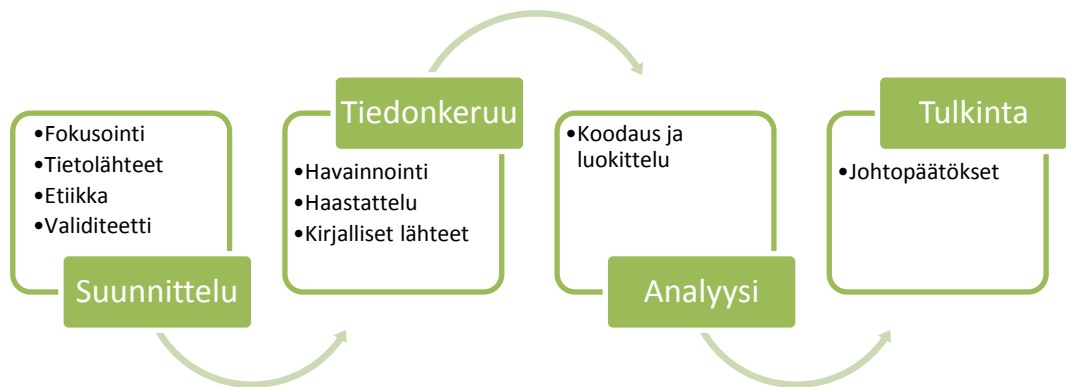 •Fokusointi
•Tietolähteet
•Etiikka
•Validiteetti
Suunnittelu
Tiedonkeruu
•Havainnointi
•Haastattelu
•Kirjalliset lähteet
•Koodaus ja
luokittelu
Analyysi
Tulkinta
•Johtopäätökset